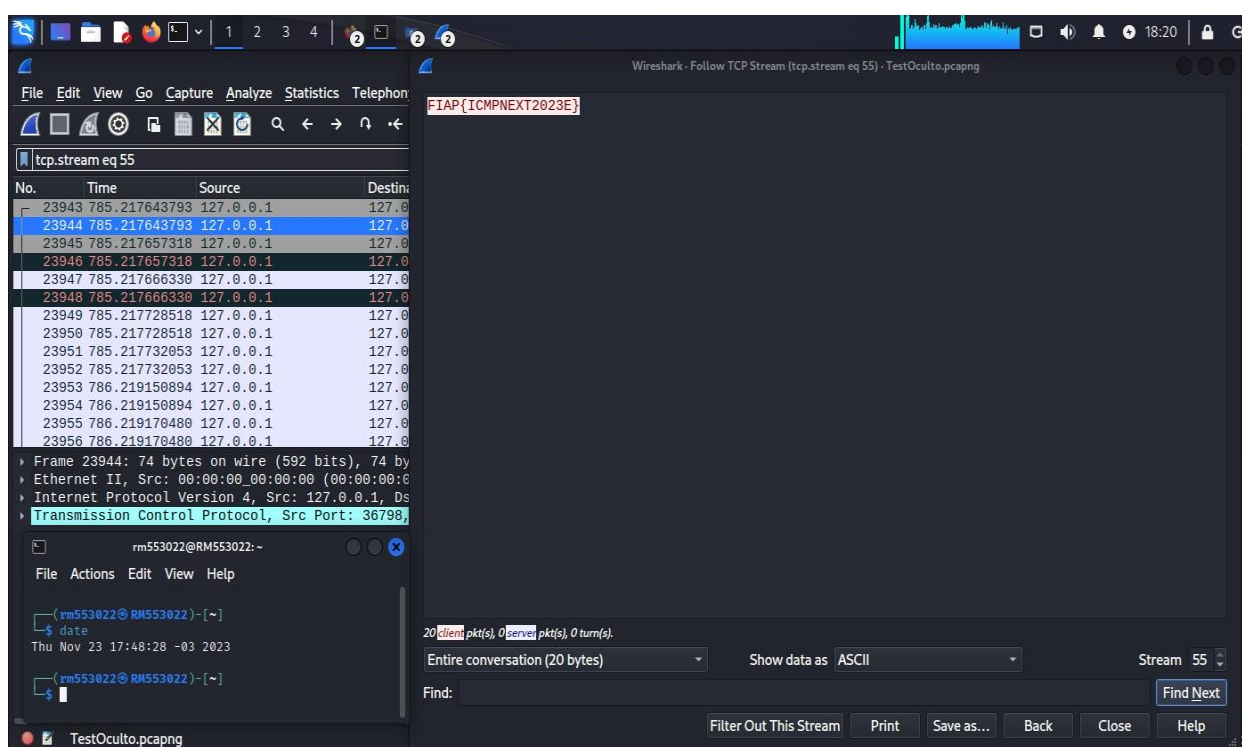 1 2 3 4 2 2 2 18:20
File Edit View Go Capture Analyze Statistics Telephon
tcp.stream eq 55
No. Time Source Destina
23943 785.217643793 127.0.0.1 127.0
23944 785.217643793 127.0.0.1 127.0
23945 785.217657318 127.0.0.1 127.0
23946 785.217657318 127.0.0.1 127.0
23947 785.217666330 127.0.0.1 127.0
23948 785.217666330 127.0.0.1 127.0
23949 785.217728518 127.0.0.1 127.0
23950 785.217728518 127.0.0.1 127.0
23951 785.217732053 127.0.0.1 127.0
23952 785.217732053 127.0.0.1 127.0
23953 786.219150894 127.0.0.1 127.0
23954 786.219150894 127.0.0.1 127.0
23955 786.219170480 127.0.0.1 127.0
23956 786.219170480 127.0.0.1 127.0
Frame 23944: 74 bytes on wire (592 bits), 74 by
Ethernet II, Src: 00:00:00_00:00:00 (00:00:00:0
Internet Protocol Version 4, Src: 127.0.0.1, Ds
Transmission Control Protocol, Src Port: 36798,
rm553022@RM553022: ~
File Actions Edit View Help
(rm553022㉿RM553022)-[~]
$ date
Thu Nov 23 17:48:28 -03 2023
(rm553022㉿RM553022)-[~]
$
TestOculto.pcapng
Wireshark - Follow TCP Stream (tcp.stream eq 55) - TestOculto.pcapng
FIAP{ICMPNEXT2023E}
20 client pkt(s), 0 server pkt(s), 0 turn(s).
Entire conversation (20 bytes) Show data as ASCII Stream 55
Find: Find Next
Filter Out This Stream Print Save as... Back Close Help